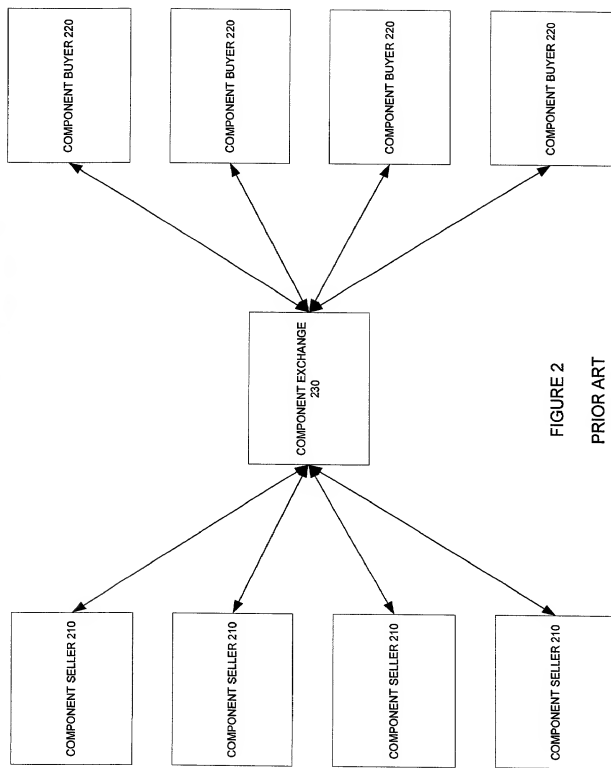 COMPONENT SELLER 210
COMPONENT SELLER 210
COMPONENT SELLER 210
COMPONENT SELLER 210
COMPONENT EXCHANGE
230
COMPONENT BUYER 220
COMPONENT BUYER 220
COMPONENT BUYER 220
COMPONENT BUYER 220
FIGURE 2
PRIOR ART